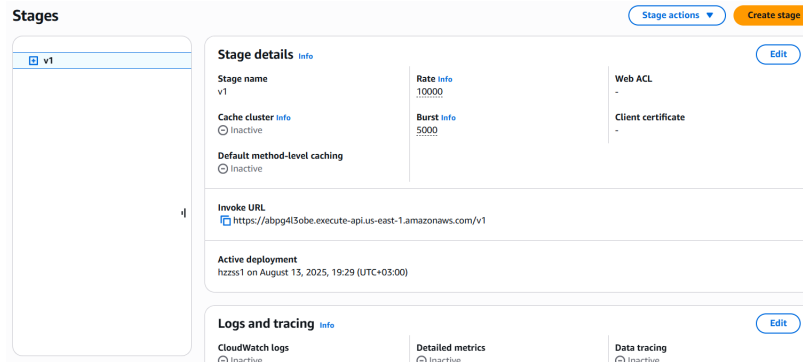 Stages
Stage actions
Create stage
v1
Stage details Info
Edit
Stage name
v1
Rate Info
10000
Web ACL
-
Cache cluster Info
Inactive
Burst Info
5000
Client certificate
-
Default method-level caching
Inactive
Invoke URL
https://abpg4l3obe.execute-api.us-east-1.amazonaws.com/v1
Active deployment
hzzss1 on August 13, 2025, 19:29 (UTC+03:00)
Logs and tracing Info
Edit
CloudWatch logs
Inactive
Detailed metrics
Inactive
Data tracing
Inactive